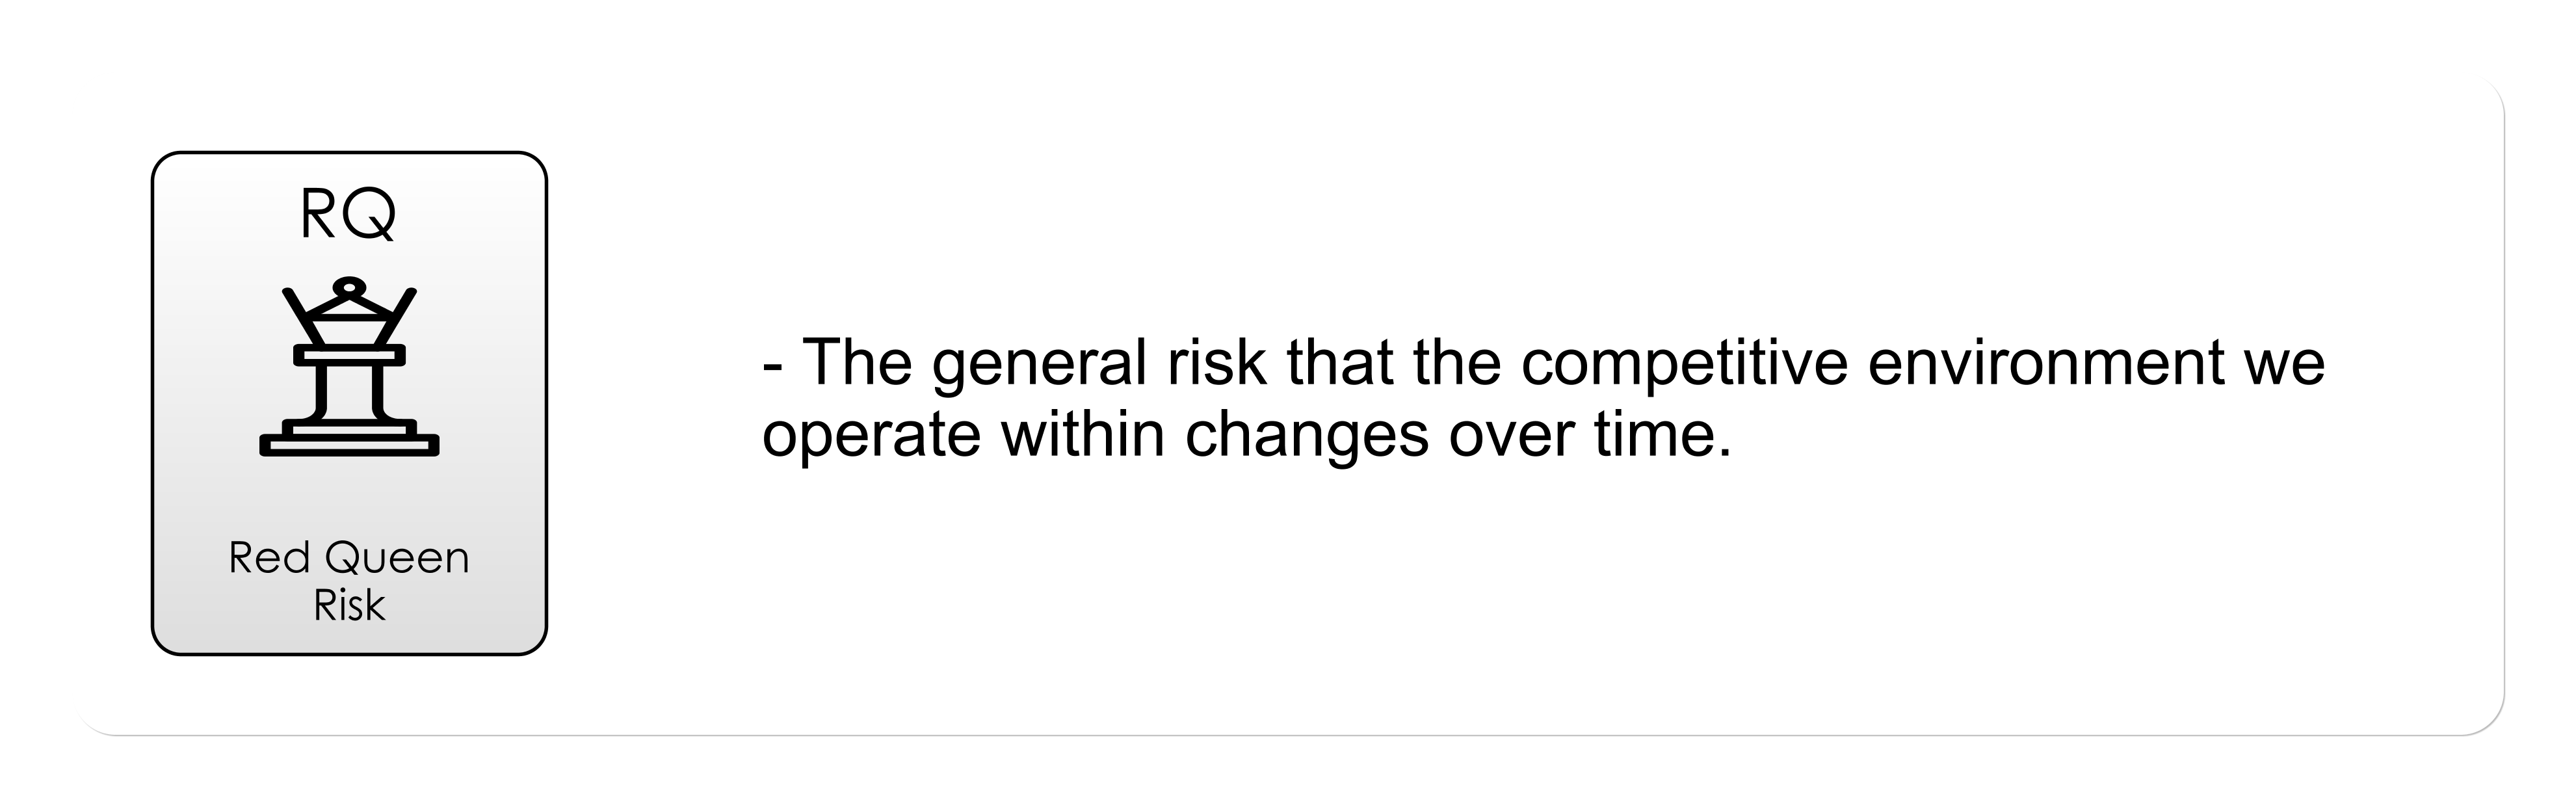 RQ
Red Queen
Risk
- The general risk that the competitive environment we
operate within changes over time.